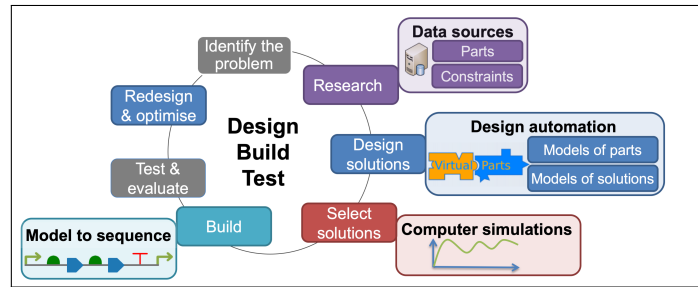 Identify the
problem
Research
Data sources
Parts
Constraints
Design
solutions
Design automation
Virtual Parts
Models of parts
Models of solutions
Select
solutions
Computer simulations
Build
Model to sequence
Test &
evaluate
Redesign
& optimise
Design
Build
Test